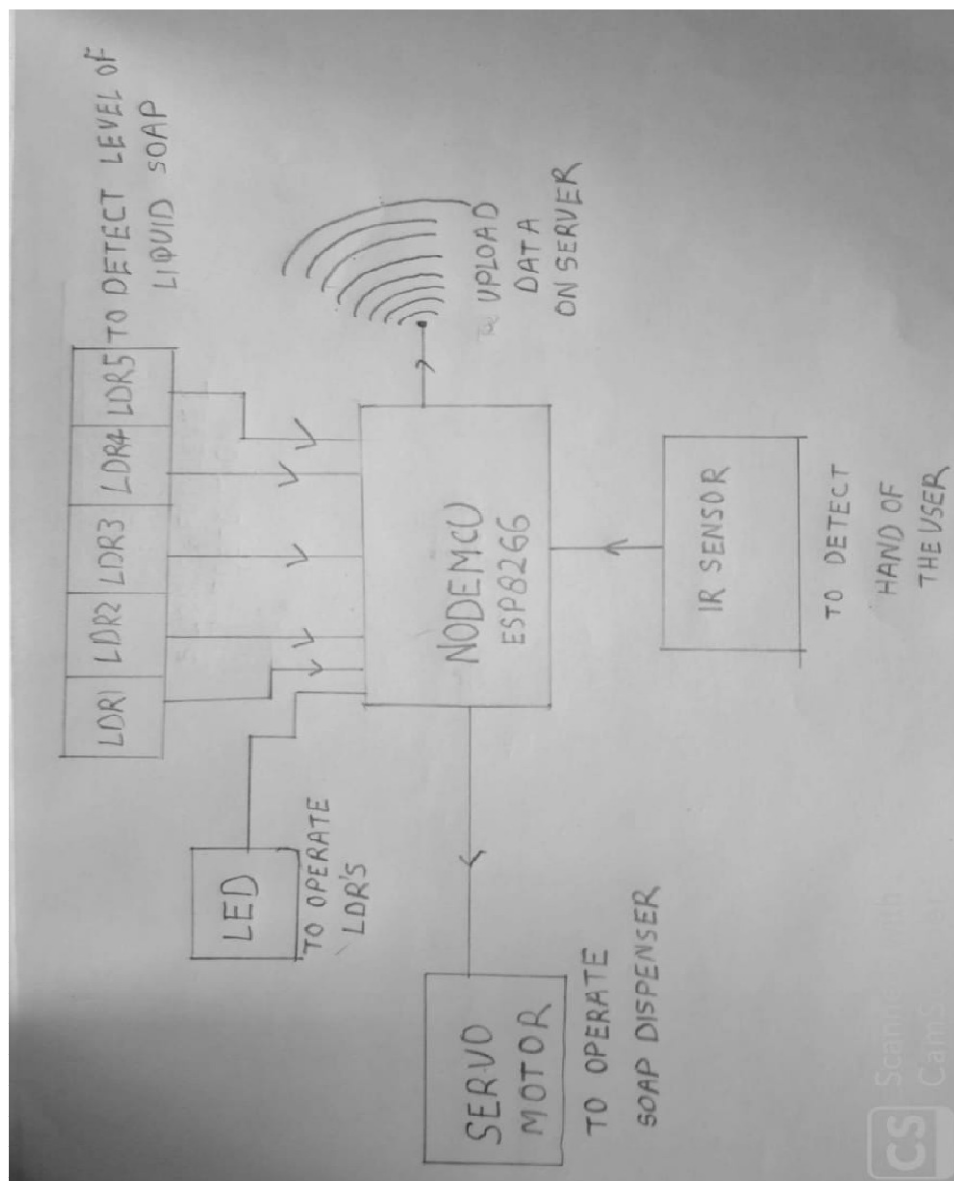 LDR1
LDR2
LDR3
LDR4
LDR5
TO DETECT LEVEL OF
LIQUID SOAP
LED
TO OPERATE
LDR'S
UPLOAD
DATA
ON SERVER
NODEMCU
ESP8266
SERVO
MOTOR
TO OPERATE
SOAP DISPENSER
IR SENSOR
TO DETECT
HAND OF
THE USER
CS